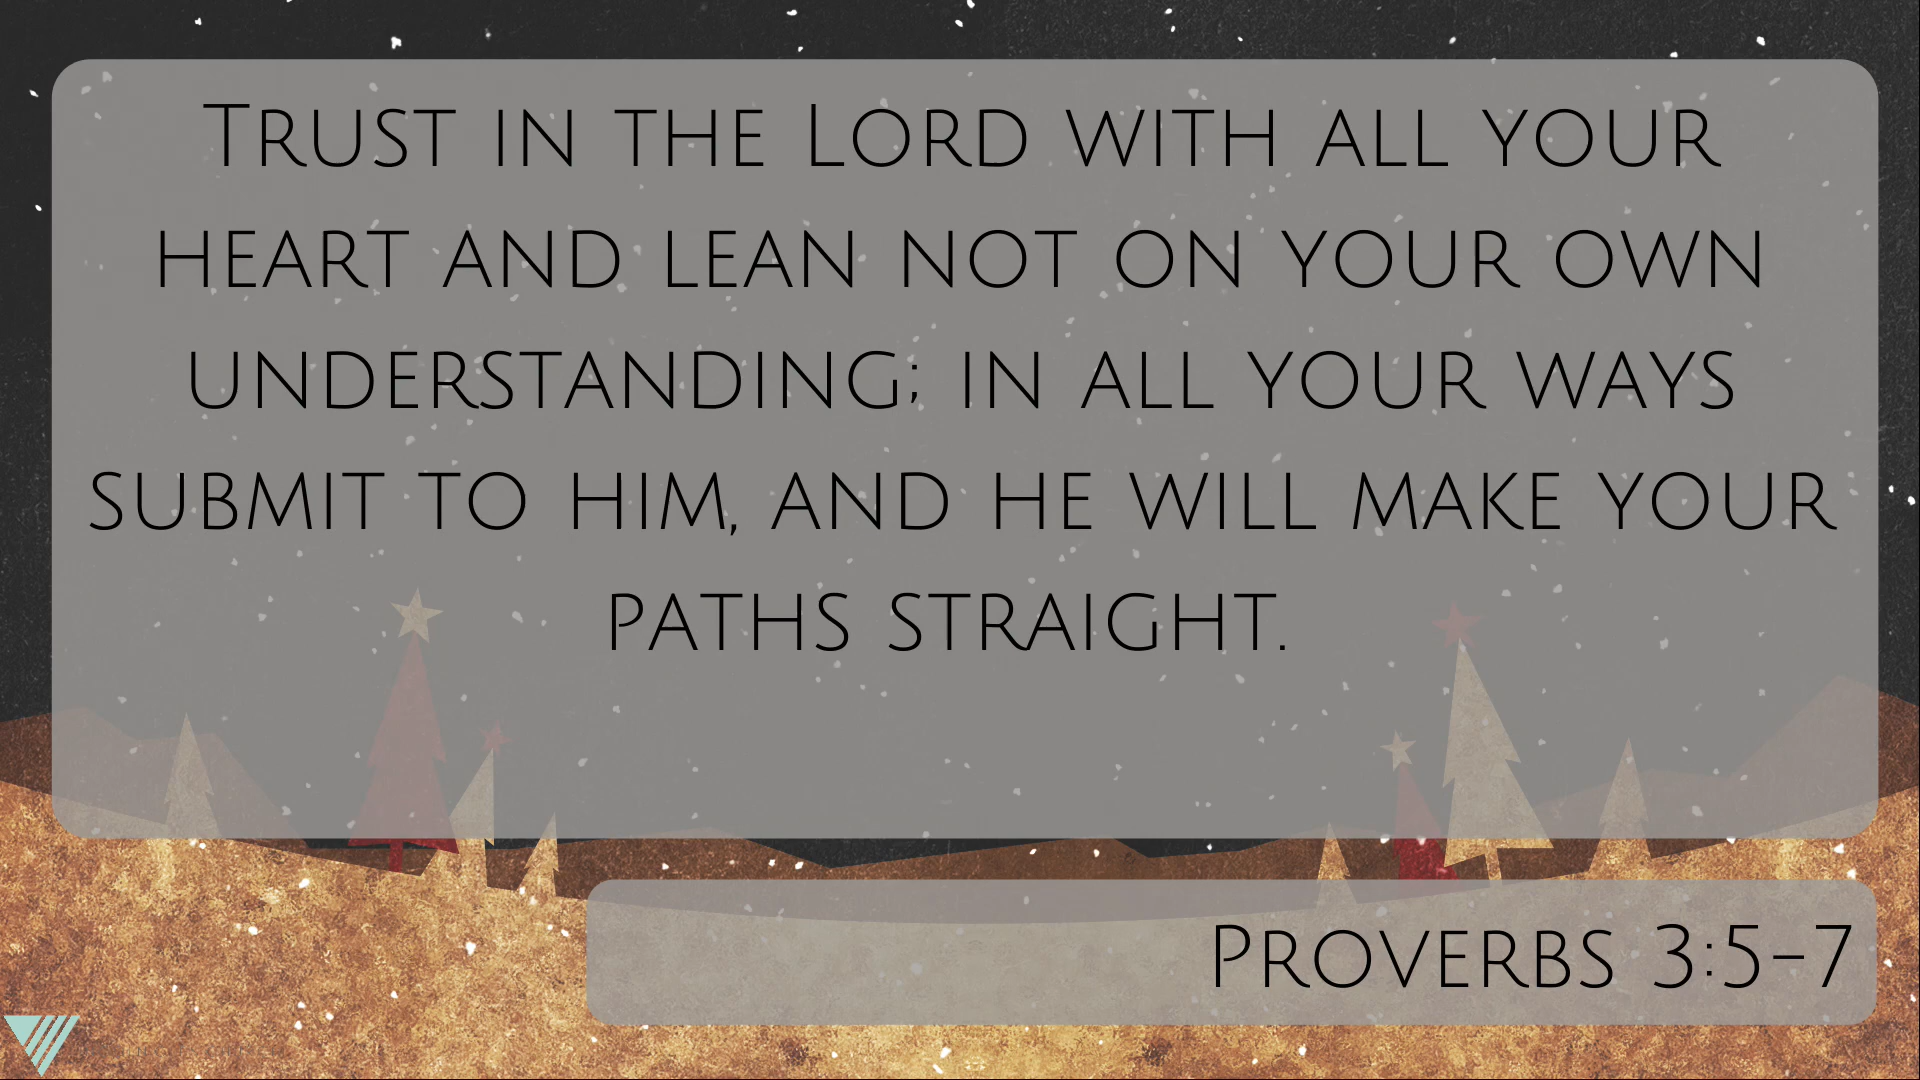 Trust in the Lord with all your
heart and lean not on your own
understanding; in all your ways
submit to him, and he will make your
paths straight.
Proverbs 3:5-7